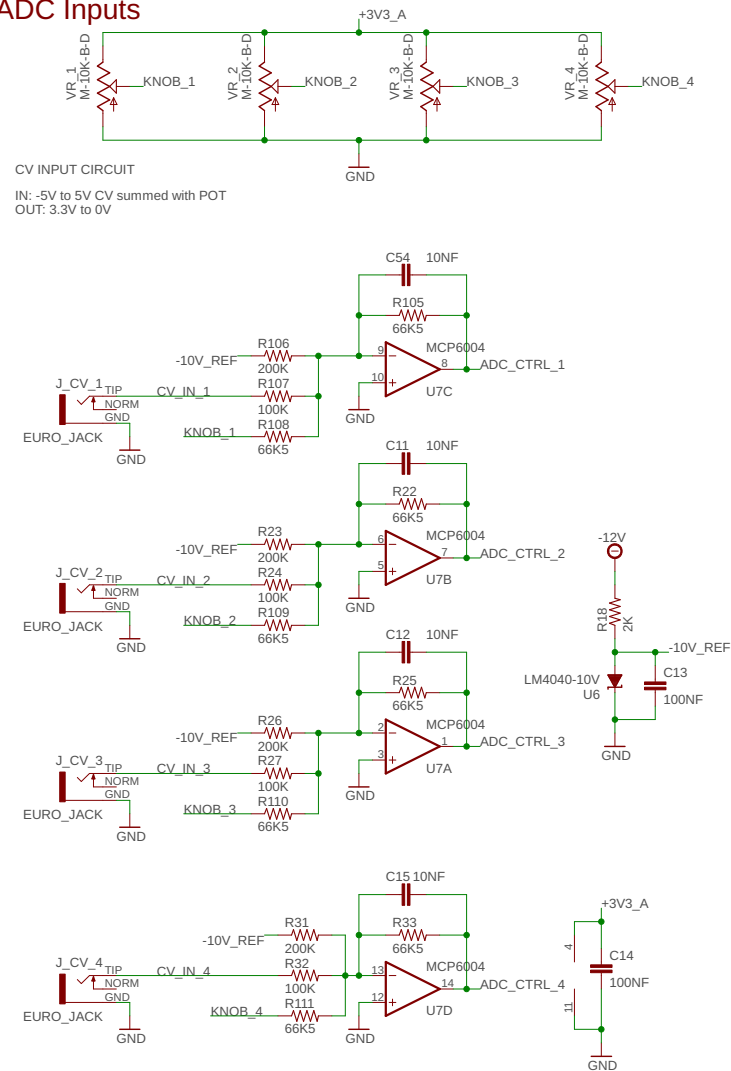 ADC Inputs
+3V3_A
VR_1
M-10K-B-D
KNOB_1
VR_2
M-10K-B-D
KNOB_2
VR_3
M-10K-B-D
KNOB_3
VR_4
M-10K-B-D
KNOB_4
GND
CV INPUT CIRCUIT
IN: -5V to 5V CV summed with POT
OUT: 3.3V to 0V
C54 10NF
R105
66K5
R106
-10V_REF
200K
MCP6004
9
8
ADC_CTRL_1
10
U7C
J_CV_1
TIP
NORM
GND
CV_IN_1
R107
100K
R108
KNOB_1
66K5
EURO_JACK
GND
GND
C11 10NF
R22
66K5
R23
-10V_REF
200K
MCP6004
6
7
ADC_CTRL_2
5
U7B
J_CV_2
TIP
NORM
GND
CV_IN_2
R24
100K
R109
KNOB_2
66K5
EURO_JACK
GND
GND
-12V
R18
2K
-10V_REF
LM4040-10V
U6
C13
100NF
GND
C12 10NF
R25
66K5
R26
-10V_REF
200K
MCP6004
2
1
ADC_CTRL_3
3
U7A
J_CV_3
TIP
NORM
GND
CV_IN_3
R27
100K
R110
KNOB_3
66K5
EURO_JACK
GND
GND
C15 10NF
R33
66K5
R31
-10V_REF
200K
MCP6004
13
14
ADC_CTRL_4
12
U7D
J_CV_4
TIP
NORM
GND
CV_IN_4
R32
100K
R111
KNOB_4
66K5
EURO_JACK
GND
GND
+3V3_A
4
11
C14
100NF
GND